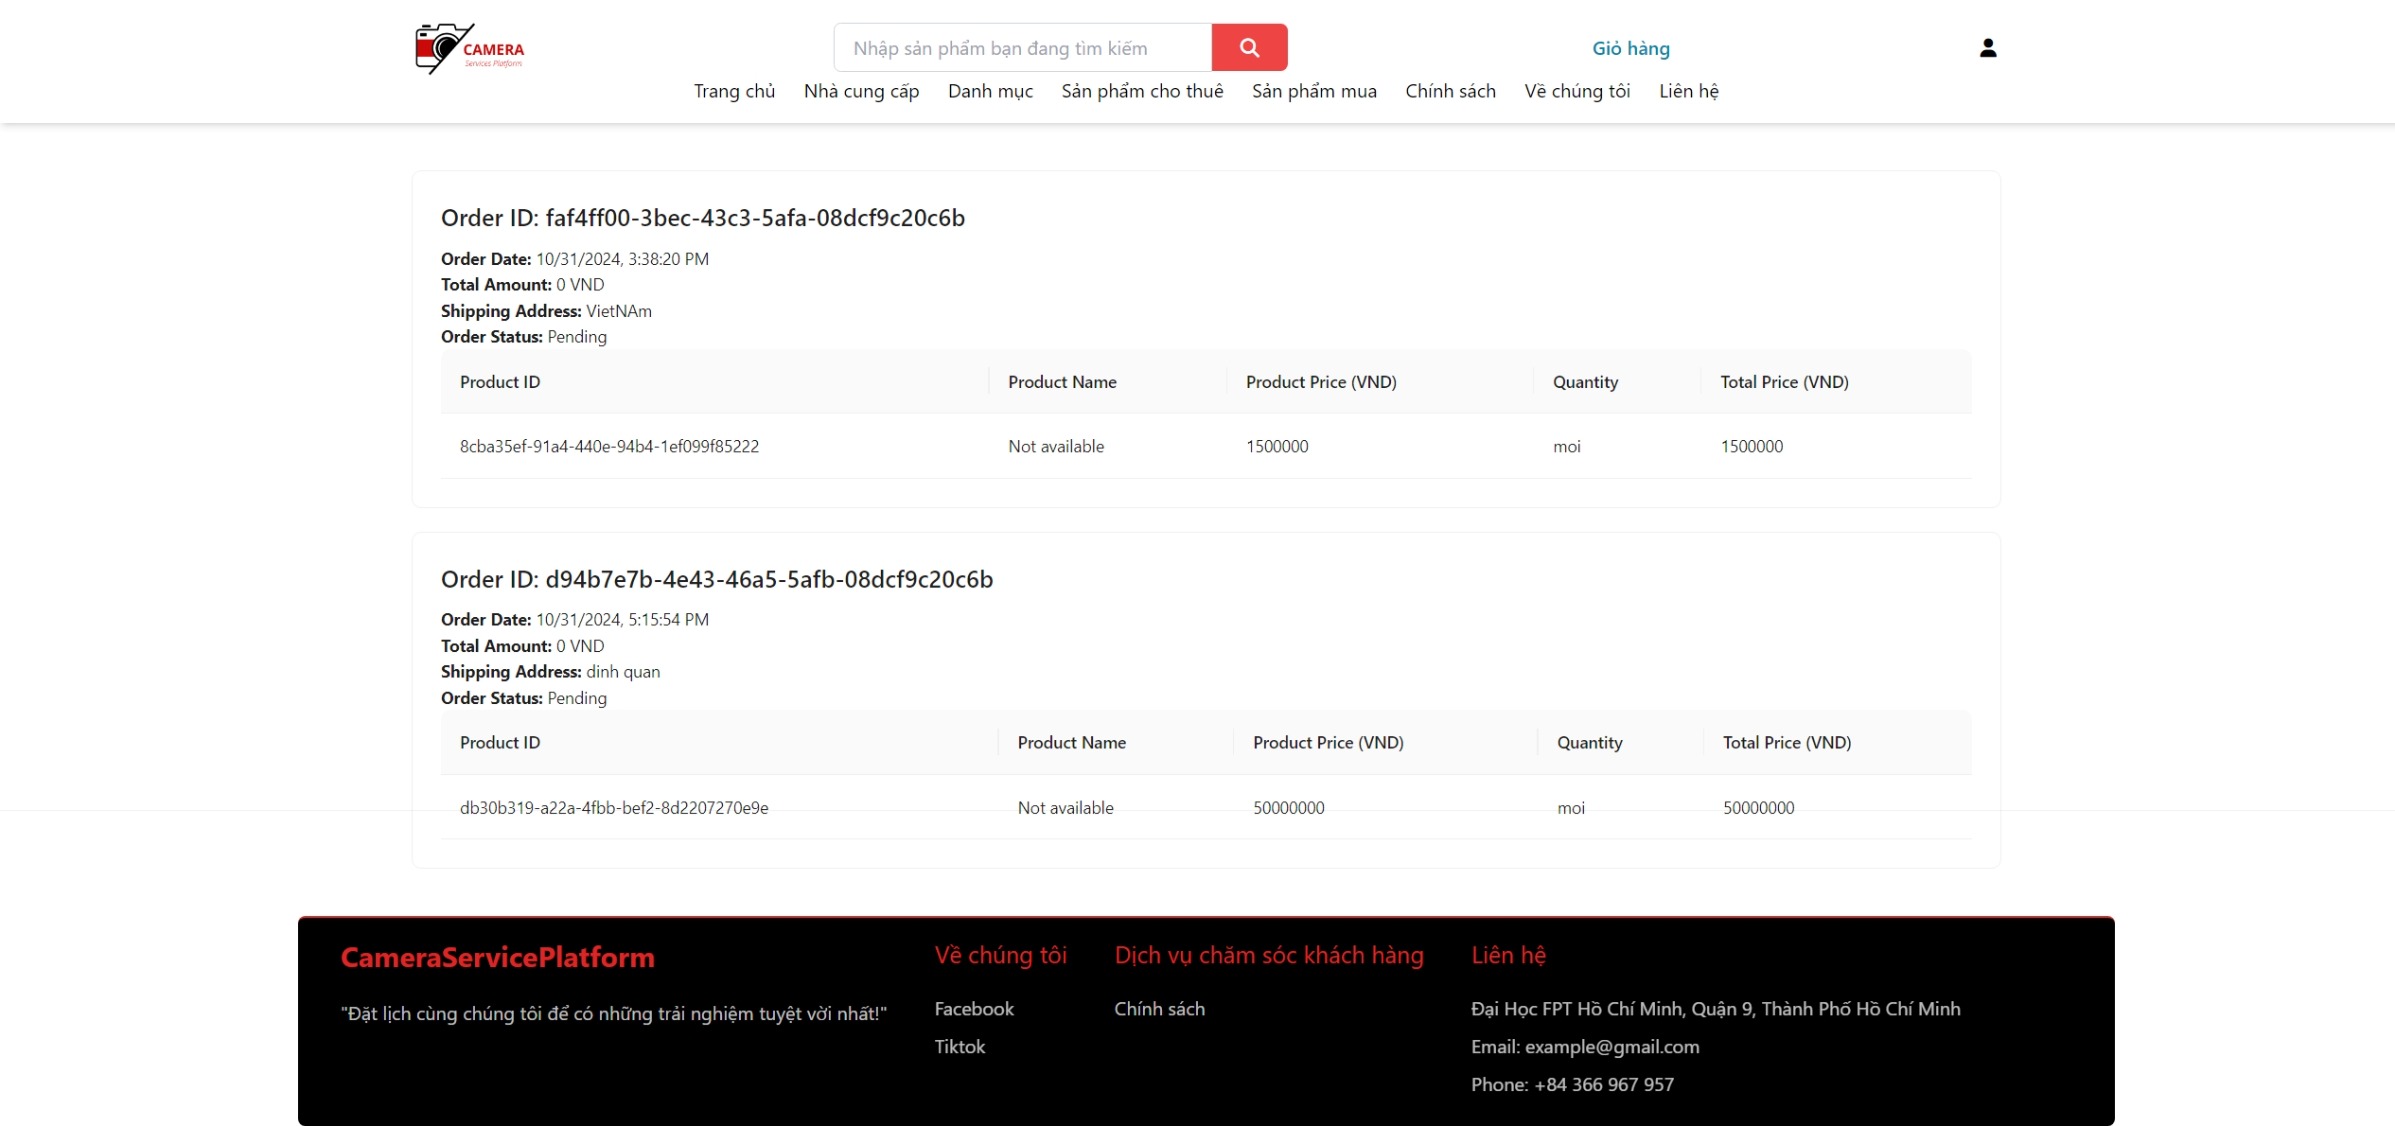 CAMERA
Services Platform
Nhập sản phẩm bạn đang tìm kiếm
Giỏ hàng
Trang chủ Nhà cung cấp Danh mục Sản phẩm cho thuê Sản phẩm mua Chính sách Về chúng tôi Liên hệ
Order ID: faf4ff00-3bec-43c3-5afa-08dcf9c20c6b
Order Date: 10/31/2024, 3:38:20 PM
Total Amount: 0 VND
Shipping Address: VietNAm
Order Status: Pending
Product ID Product Name Product Price (VND) Quantity Total Price (VND)
8cba35ef-91a4-440e-94b4-1ef099f85222 Not available 1500000 moi 1500000
Order ID: d94b7e7b-4e43-46a5-5afb-08dcf9c20c6b
Order Date: 10/31/2024, 5:15:54 PM
Total Amount: 0 VND
Shipping Address: dinh quan
Order Status: Pending
Product ID Product Name Product Price (VND) Quantity Total Price (VND)
db30b319-a22a-4fbb-bef2-8d2207270e9e Not available 50000000 moi 50000000
CameraServicePlatform
"Đặt lịch cùng chúng tôi để có những trải nghiệm tuyệt vời nhất!"
Về chúng tôi
Facebook
Tiktok
Dịch vụ chăm sóc khách hàng
Chính sách
Liên hệ
Đại Học FPT Hồ Chí Minh, Quận 9, Thành Phố Hồ Chí Minh
Email: example@gmail.com
Phone: +84 366 967 957